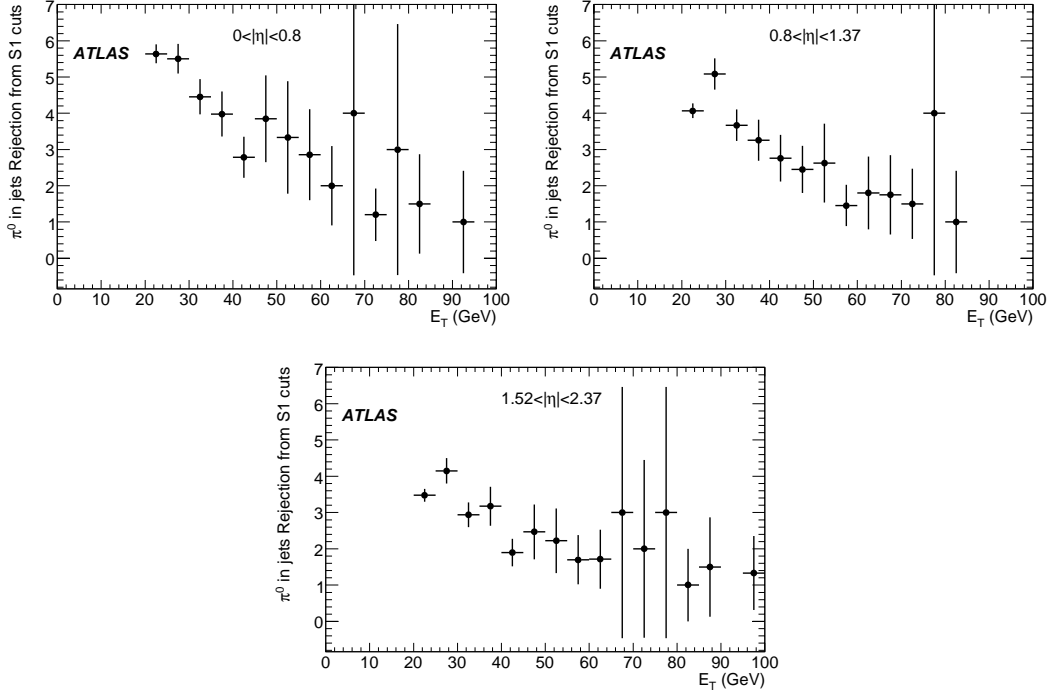 π⁰ in jets Rejection from S1 cuts
7
6
5
4
3
2
1
0
ATLAS
0<|η|<0.8
0 10 20 30 40 50 60 70 80 90 100
E_T (GeV)
π⁰ in jets Rejection from S1 cuts
7
6
5
4
3
2
1
0
ATLAS
0.8<|η|<1.37
0 10 20 30 40 50 60 70 80 90 100
E_T (GeV)
π⁰ in jets Rejection from S1 cuts
7
6
5
4
3
2
1
0
ATLAS
1.52<|η|<2.37
0 10 20 30 40 50 60 70 80 90 100
E_T (GeV)